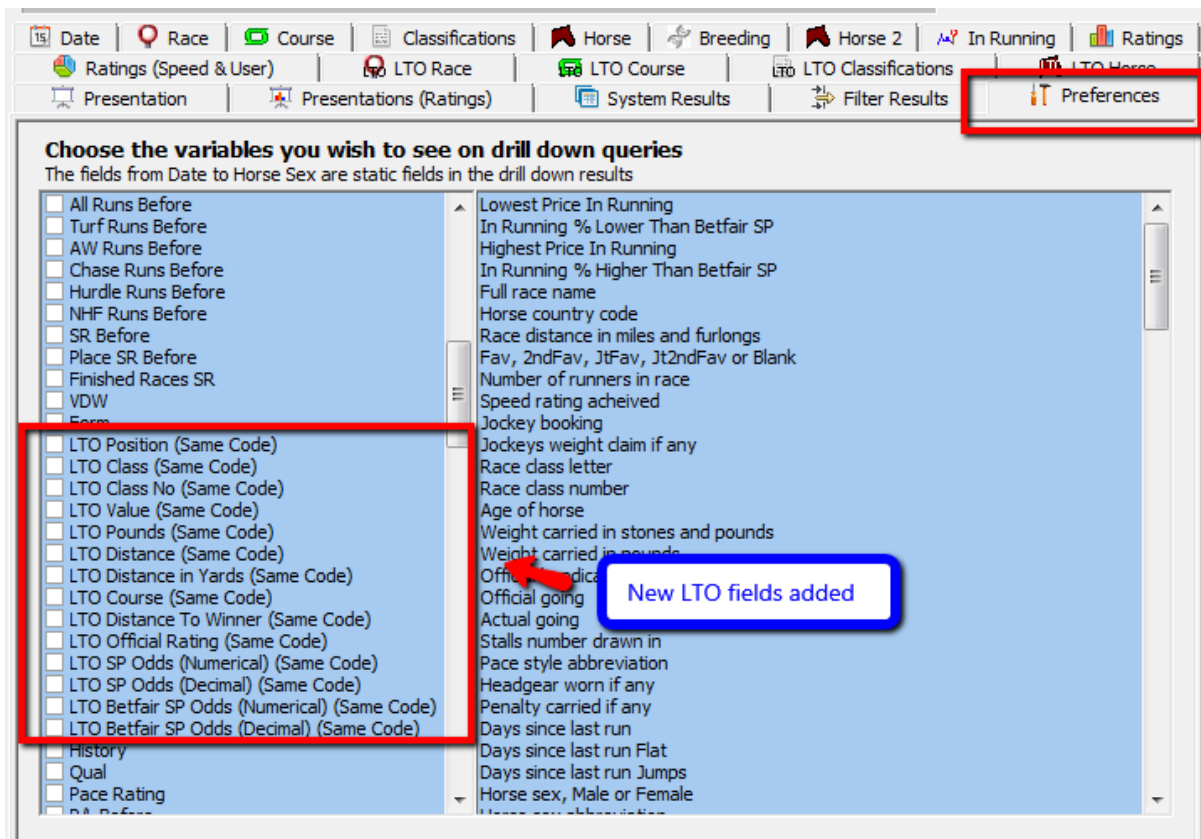 Date Race Course Classifications Horse Breeding Horse 2 In Running Ratings
Ratings (Speed & User) LTO Race LTO Course LTO Classifications LTO Horse
Presentation Presentations (Ratings) System Results Filter Results Preferences
Choose the variables you wish to see on drill down queries
The fields from Date to Horse Sex are static fields in the drill down results
All Runs Before
Turf Runs Before
AW Runs Before
Chase Runs Before
Hurdle Runs Before
NHF Runs Before
SR Before
Place SR Before
Finished Races SR
VDW
Form
LTO Position (Same Code)
LTO Class (Same Code)
LTO Class No (Same Code)
LTO Value (Same Code)
LTO Pounds (Same Code)
LTO Distance (Same Code)
LTO Distance in Yards (Same Code)
LTO Course (Same Code)
LTO Distance To Winner (Same Code)
LTO Official Rating (Same Code)
LTO SP Odds (Numerical) (Same Code)
LTO SP Odds (Decimal) (Same Code)
LTO Betfair SP Odds (Numerical) (Same Code)
LTO Betfair SP Odds (Decimal) (Same Code)
History
Qual
Pace Rating
Lowest Price In Running
In Running % Lower Than Betfair SP
Highest Price In Running
In Running % Higher Than Betfair SP
Full race name
Horse country code
Race distance in miles and furlongs
Fav, 2ndFav, JtFav, Jt2ndFav or Blank
Number of runners in race
Speed rating acheived
Jockey booking
Jockeys weight claim if any
Race class letter
Race class number
Age of horse
Weight carried in stones and pounds
Weight carried in pounds
Official going
Actual going
Stalls number drawn in
Pace style abbreviation
Headgear worn if any
Penalty carried if any
Days since last run
Days since last run Flat
Days since last run Jumps
Horse sex, Male or Female
New LTO fields added